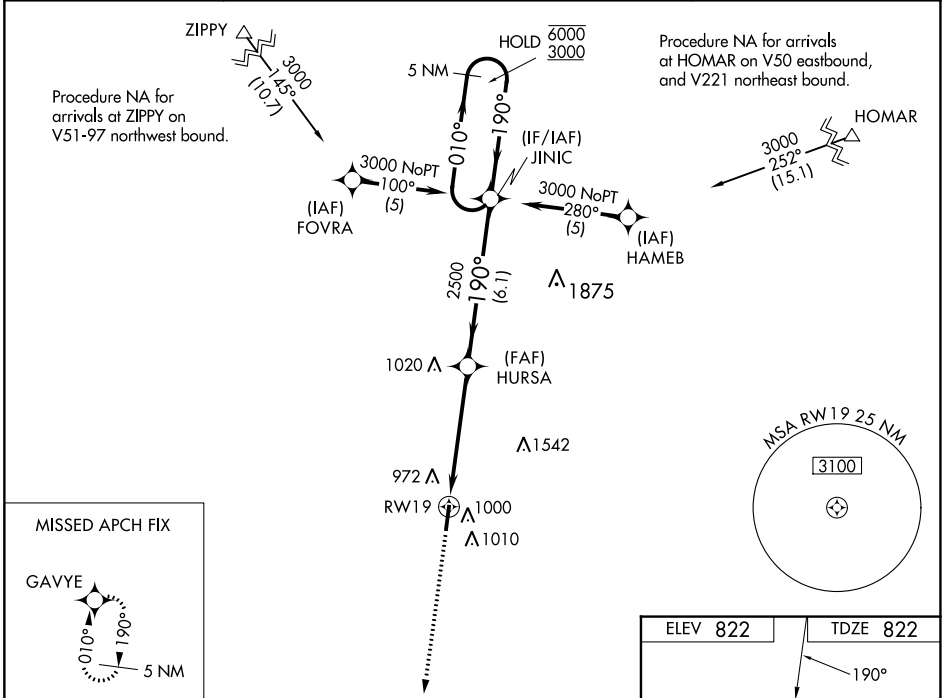 ZIPPY
3000
145°
(10.7)
Procedure NA for
arrivals at ZIPPY on
V51-97 northwest bound.
HOLD 6000
3000
5 NM
010°
190°
(IF/IAF)
JINIC
Procedure NA for arrivals
at HOMAR on V50 eastbound,
and V221 northeast bound.
HOMAR
3000
252°
(15.1)
3000 NoPT
100°
(5)
(IAF)
FOVRA
3000 NoPT
280°
(5)
(IAF)
HAMEB
2500
190°
(6.1)
1875
1020
(FAF)
HURSA
1542
972
RW19
1000
1010
MSA RW19 25 NM
3100
MISSED APCH FIX
GAVYE
010°
190°
5 NM
ELEV 822
TDZE 822
190°